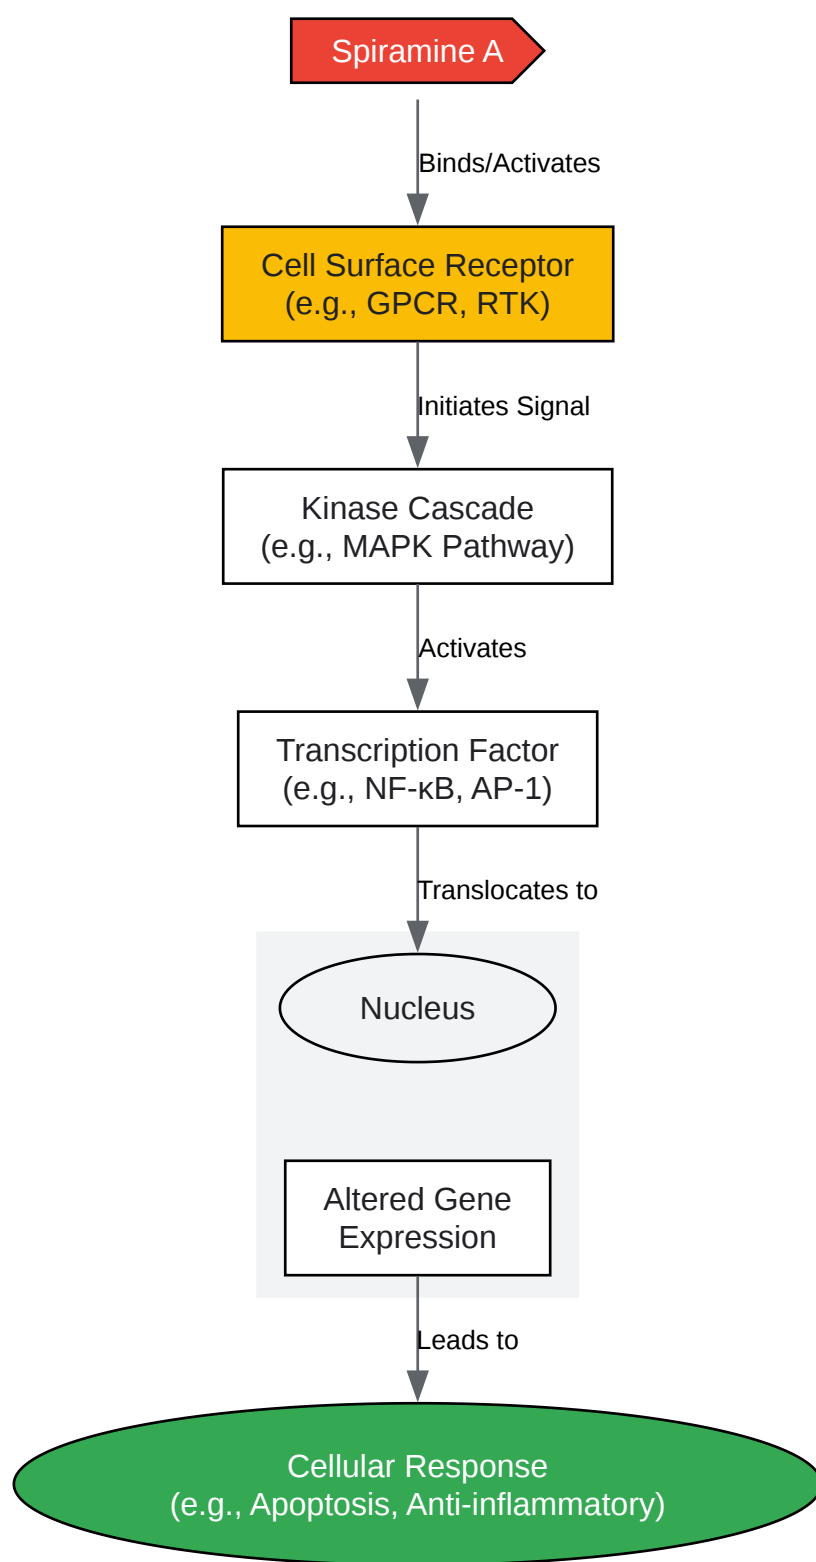 Spiramine A
Binds/Activates
Cell Surface Receptor
(e.g., GPCR, RTK)
Initiates Signal
Kinase Cascade
(e.g., MAPK Pathway)
Activates
Transcription Factor
(e.g., NF-κB, AP-1)
Translocates to
Nucleus
Altered Gene
Expression
Leads to
Cellular Response
(e.g., Apoptosis, Anti-inflammatory)